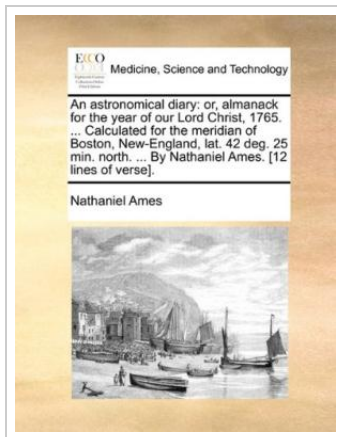 ECCO
Medicine, Science and Technology
An astronomical diary: or, almanack
for the year of our Lord Christ, 1765.
... Calculated for the meridian of
Boston, New-England, lat. 42 deg. 25
min. north. ... By Nathaniel Ames. [12
lines of verse].
Nathaniel Ames